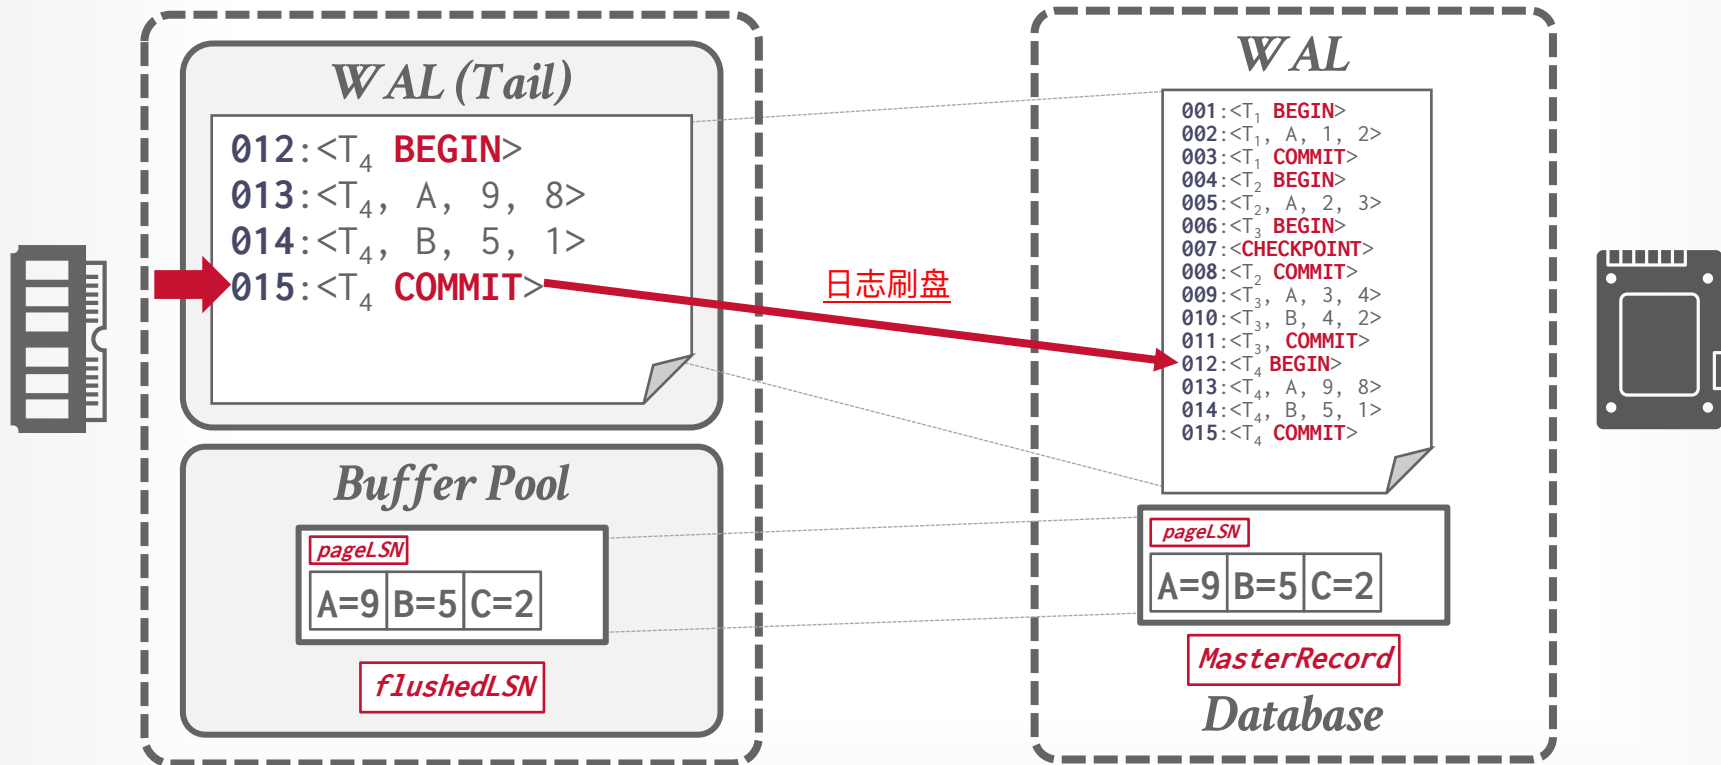 WAL (Tail)
012:<T4 BEGIN>
013:<T4, A, 9, 8>
014:<T4, B, 5, 1>
015:<T4 COMMIT>
Buffer Pool
pageLSN
A=9 B=5 C=2
flushedLSN
日志刷盘
WAL
001:<T1 BEGIN>
002:<T1, A, 1, 2>
003:<T1 COMMIT>
004:<T2 BEGIN>
005:<T2, A, 2, 3>
006:<T3 BEGIN>
007:<CHECKPOINT>
008:<T2 COMMIT>
009:<T3, A, 3, 4>
010:<T3, B, 4, 2>
011:<T3, COMMIT>
012:<T4 BEGIN>
013:<T4, A, 9, 8>
014:<T4, B, 5, 1>
015:<T4 COMMIT>
pageLSN
A=9 B=5 C=2
MasterRecord
Database